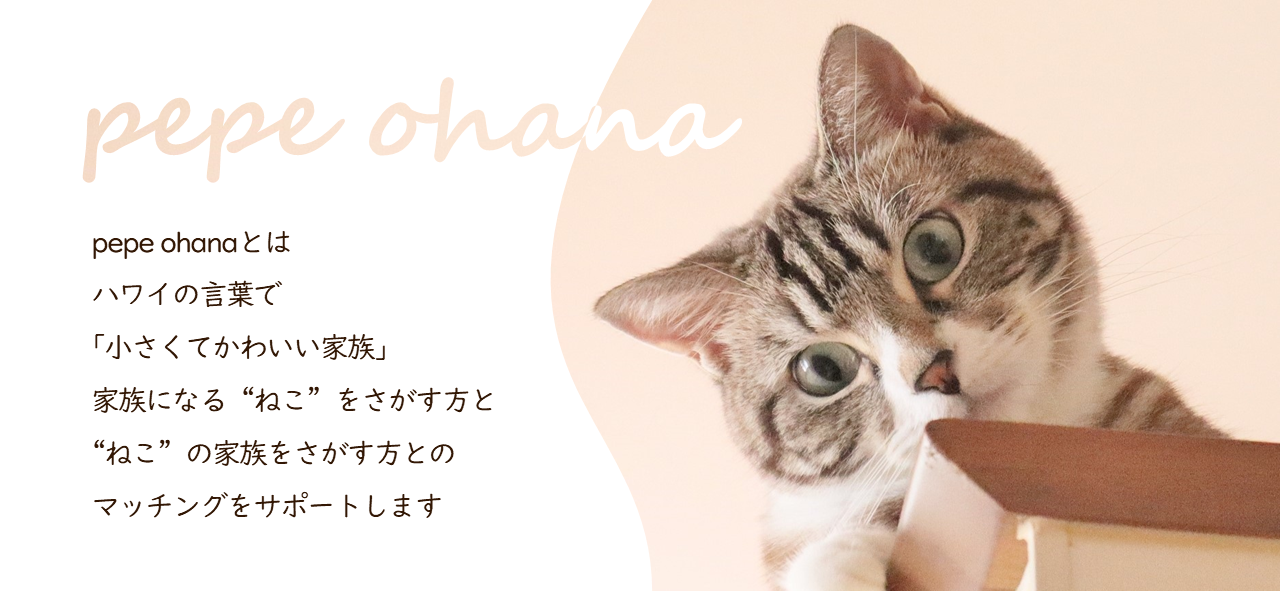 pepe ohana
pepe ohanaとは
ハワイの言葉で
「小さくてかわいい家族」
家族になる“ねこ”をさがす方と
“ねこ”の家族をさがす方との
マッチングをサポートします